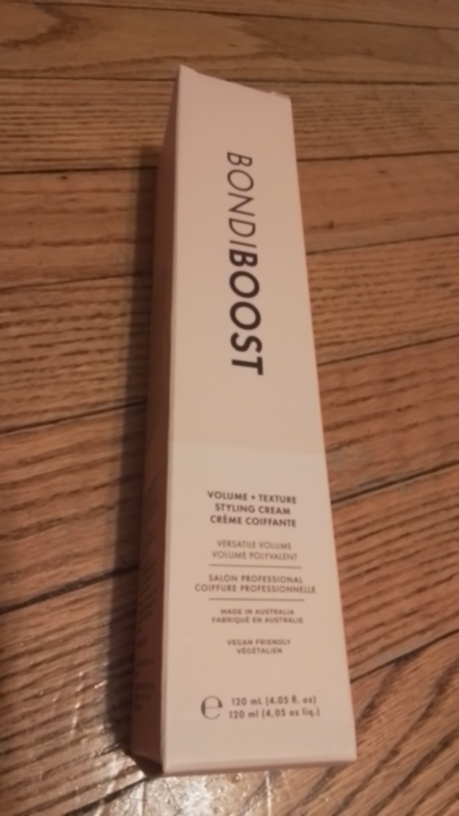 BONDIBOOST
VOLUME + TEXTURE
STYLING CREAM
CRÈME COIFFANTE
VERSATILE VOLUME
VOLUME POLYVALENT
SALON PROFESSIONAL
COIFFURE PROFESSIONNELLE
MADE IN AUSTRALIA
FABRIQUÉ EN AUSTRALIE
VEGAN FRIENDLY
VÉGÉTALIEN
℮ 120 mL (4.05 fl. oz)
120 ml (4,05 oz liq.)